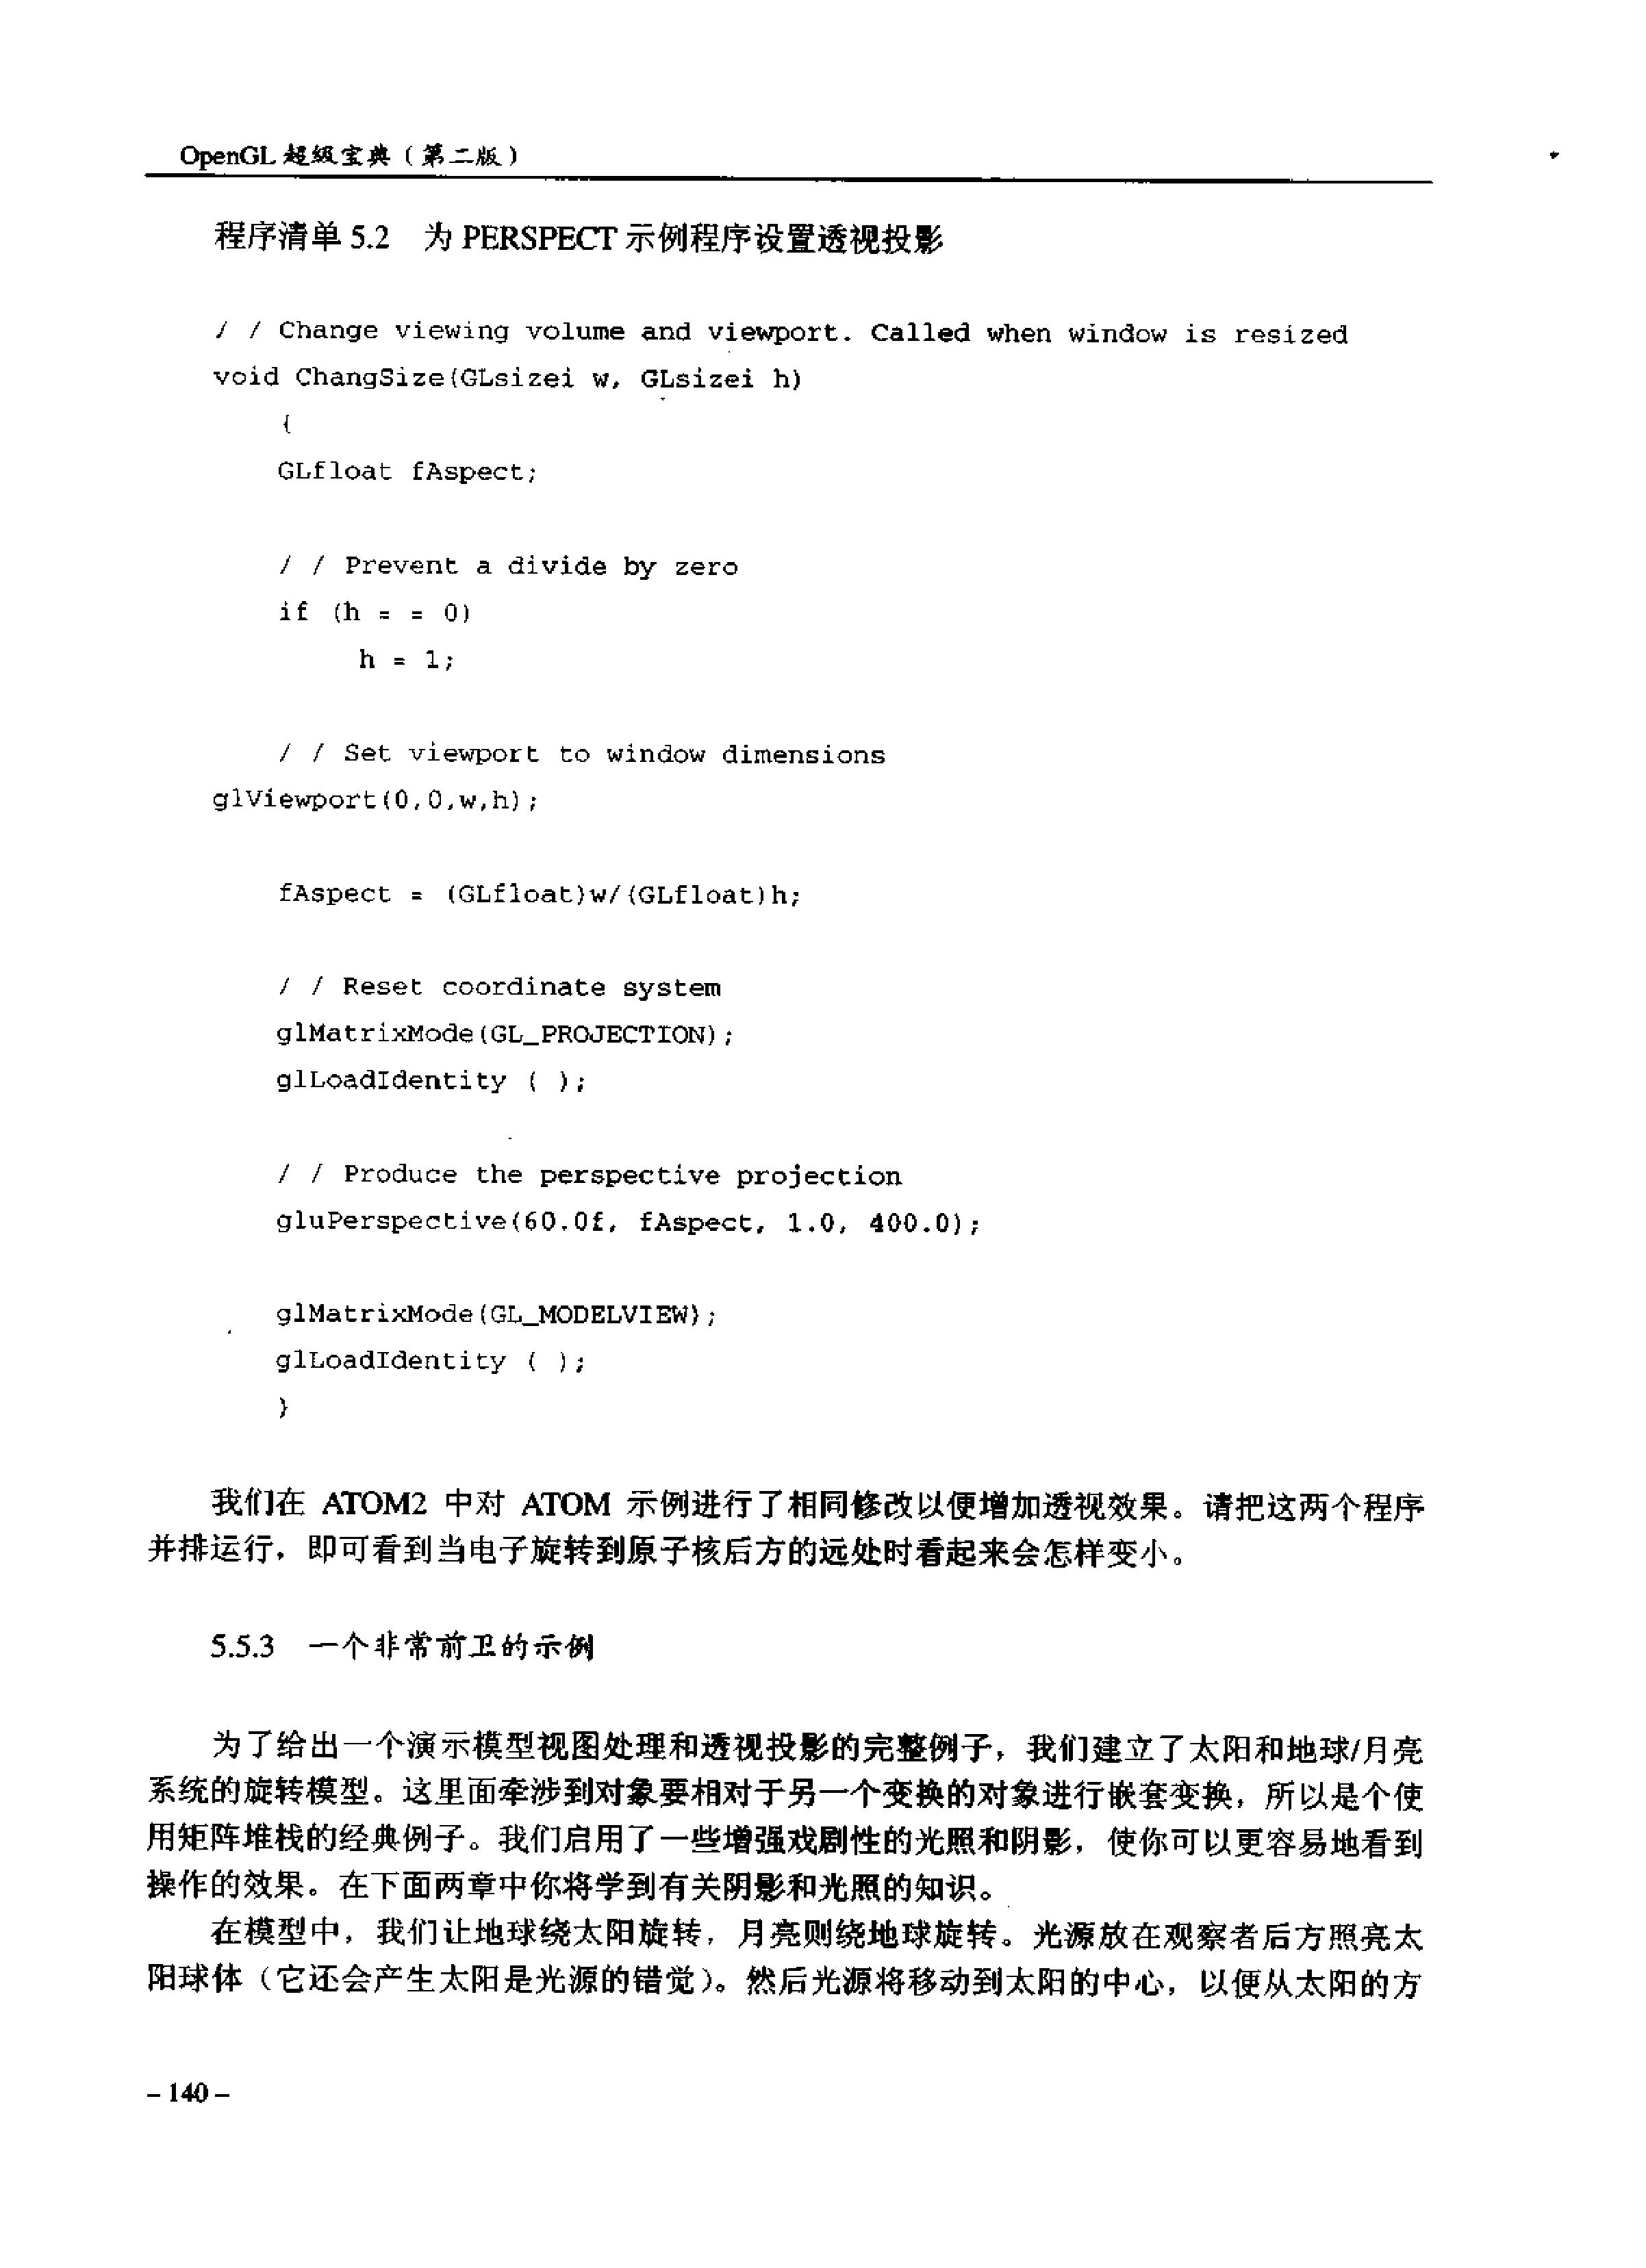 OpenGL 超级宝典（第二版）
程序清单 5.2 为 PERSPECT 示例程序设置透视投影
/ / Change viewing volume and viewport. Called when window is resized
void ChangSize(GLsizei w, GLsizei h)
{
GLfloat fAspect;
/ / Prevent a divide by zero
if (h = = 0)
h = 1;
/ / Set viewport to window dimensions
glViewport(0,0,w,h);
fAspect = (GLfloat)w/(GLfloat)h;
/ / Reset coordinate system
glMatrixMode(GL_PROJECTION);
glLoadIdentity ( );
/ / Produce the perspective projection
gluPerspective(60.0f, fAspect, 1.0, 400.0);
glMatrixMode(GL_MODELVIEW);
glLoadIdentity ( );
}
我们在 ATOM2 中对 ATOM 示例进行了相同修改以便增加透视效果。请把这两个程序
并排运行，即可看到当电子旋转到原子核后方的远处时看起来会怎样变小。
5.5.3 一个非常前卫的示例
为了给出一个演示模型视图处理和透视投影的完整例子，我们建立了太阳和地球/月亮
系统的旋转模型。这里面牵涉到对象要相对于另一个变换的对象进行嵌套变换，所以是个使
用矩阵堆栈的经典例子。我们启用了一些增强戏剧性的光照和阴影，使你可以更容易地看到
操作的效果。在下面两章中你将学到有关阴影和光照的知识。
在模型中，我们让地球绕太阳旋转，月亮则绕地球旋转。光源放在观察者后方照亮太
阳球体（它还会产生太阳是光源的错觉）。然后光源将移动到太阳的中心，以便从太阳的方
– 140 –